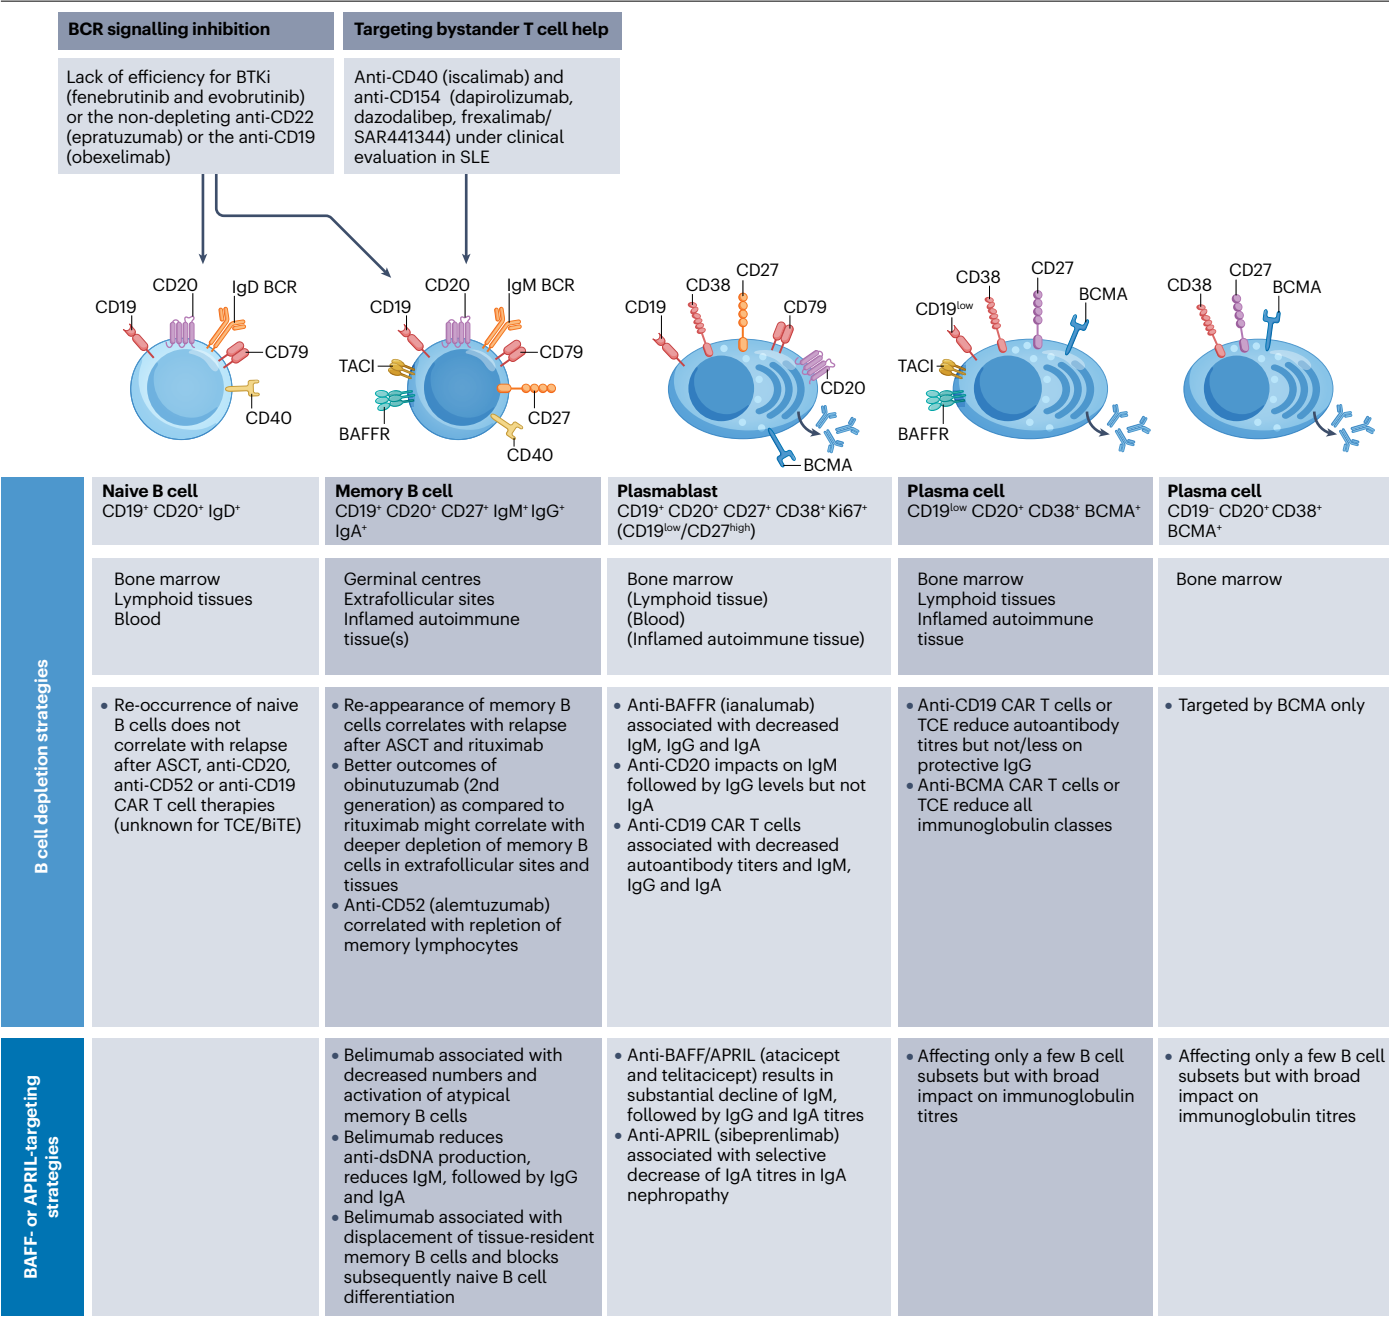 BCR signalling inhibition
Lack of efficiency for BTKi
(fenebrutinib and evobrutinib)
or the non-depleting anti-CD22
(epratuzumab) or the anti-CD19
(obexelimab)
Targeting bystander T cell help
Anti-CD40 (iscalimab) and
anti-CD154 (dapirolizumab,
dazodalibep, frexalimab/
SAR441344) under clinical
evaluation in SLE
CD19
CD20
IgD BCR
CD79
CD40
CD19
CD20
IgM BCR
CD79
TACI
CD27
BAFFR
CD40
CD19
CD38
CD27
CD79
CD20
BCMA
CD19low
CD38
CD27
BCMA
TACI
BAFFR
CD38
CD27
BCMA
B cell depletion strategies
Naive B cell
CD19+ CD20+ IgD+
Memory B cell
CD19+ CD20+ CD27+ IgM+ IgG+
IgA+
Plasmablast
CD19+ CD20+ CD27+ CD38+ Ki67+
(CD19low/CD27high)
Plasma cell
CD19low CD20+ CD38+ BCMA+
Plasma cell
CD19− CD20+ CD38+
BCMA+
Bone marrow
Lymphoid tissues
Blood
Germinal centres
Extrafollicular sites
Inflamed autoimmune
tissue(s)
Bone marrow
(Lymphoid tissue)
(Blood)
(Inflamed autoimmune tissue)
Bone marrow
Lymphoid tissues
Inflamed autoimmune
tissue
Bone marrow
• Re-occurrence of naive
B cells does not
correlate with relapse
after ASCT, anti-CD20,
anti-CD52 or anti-CD19
CAR T cell therapies
(unknown for TCE/BiTE)
• Re-appearance of memory B
cells correlates with relapse
after ASCT and rituximab
• Better outcomes of
obinutuzumab (2nd
generation) as compared to
rituximab might correlate with
deeper depletion of memory B
cells in extrafollicular sites and
tissues
• Anti-CD52 (alemtuzumab)
correlated with repletion of
memory lymphocytes
• Anti-BAFFR (ianalumab)
associated with decreased
IgM, IgG and IgA
• Anti-CD20 impacts on IgM
followed by IgG levels but not
IgA
• Anti-CD19 CAR T cells
associated with decreased
autoantibody titers and IgM,
IgG and IgA
• Anti-CD19 CAR T cells or
TCE reduce autoantibody
titres but not/less on
protective IgG
• Anti-BCMA CAR T cells or
TCE reduce all
immunoglobulin classes
• Targeted by BCMA only
BAFF- or APRIL-targeting
strategies
• Belimumab associated with
decreased numbers and
activation of atypical
memory B cells
• Belimumab reduces
anti-dsDNA production,
reduces IgM, followed by IgG
and IgA
• Belimumab associated with
displacement of tissue-resident
memory B cells and blocks
subsequently naive B cell
differentiation
• Anti-BAFF/APRIL (atacicept
and telitacicept) results in
substantial decline of IgM,
followed by IgG and IgA titres
• Anti-APRIL (sibeprenlimab)
associated with selective
decrease of IgA titres in IgA
nephropathy
• Affecting only a few B cell
subsets but with broad
impact on immunoglobulin
titres
• Affecting only a few B cell
subsets but with broad
impact on
immunoglobulin titres